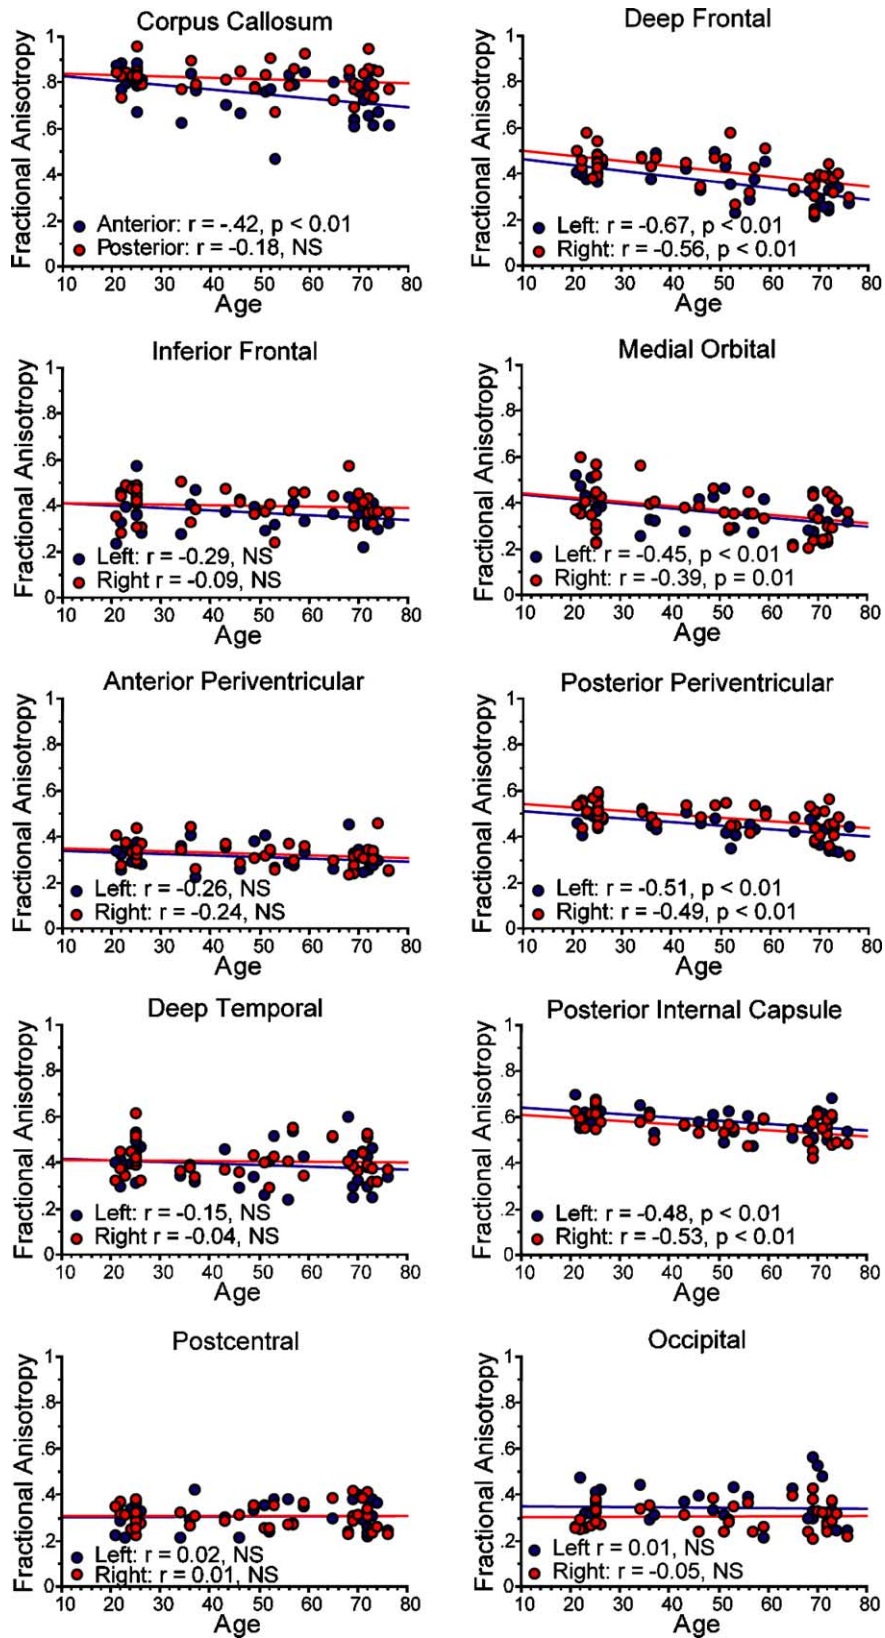 Corpus Callosum
Fractional Anisotropy
1
.8
.6
.4
.2
0
Anterior: r = -.42, p < 0.01
Posterior: r = -0.18, NS
10 20 30 40 50 60 70 80
Age
Deep Frontal
Fractional Anisotropy
1
.8
.6
.4
.2
0
Left: r = -0.67, p < 0.01
Right: r = -0.56, p < 0.01
10 20 30 40 50 60 70 80
Age
Inferior Frontal
Fractional Anisotropy
1
.8
.6
.4
.2
0
Left: r = -0.29, NS
Right r = -0.09, NS
10 20 30 40 50 60 70 80
Age
Medial Orbital
Fractional Anisotropy
1
.8
.6
.4
.2
0
Left: r = -0.45, p < 0.01
Right: r = -0.39, p = 0.01
10 20 30 40 50 60 70 80
Age
Anterior Periventricular
Fractional Anisotropy
1
.8
.6
.4
.2
0
Left: r = -0.26, NS
Right: r = -0.24, NS
10 20 30 40 50 60 70 80
Age
Posterior Periventricular
Fractional Anisotropy
1
.8
.6
.4
.2
0
Left: r = -0.51, p < 0.01
Right: r = -0.49, p < 0.01
10 20 30 40 50 60 70 80
Age
Deep Temporal
Fractional Anisotropy
1
.8
.6
.4
.2
0
Left: r = -0.15, NS
Right r = -0.04, NS
10 20 30 40 50 60 70 80
Age
Posterior Internal Capsule
Fractional Anisotropy
1
.8
.6
.4
.2
0
Left: r = -0.48, p < 0.01
Right: r = -0.53, p < 0.01
10 20 30 40 50 60 70 80
Age
Postcentral
Fractional Anisotropy
1
.8
.6
.4
.2
0
Left: r = 0.02, NS
Right: r = 0.01, NS
10 20 30 40 50 60 70 80
Age
Occipital
Fractional Anisotropy
1
.8
.6
.4
.2
0
Left r = 0.01, NS
Right: r = -0.05, NS
10 20 30 40 50 60 70 80
Age